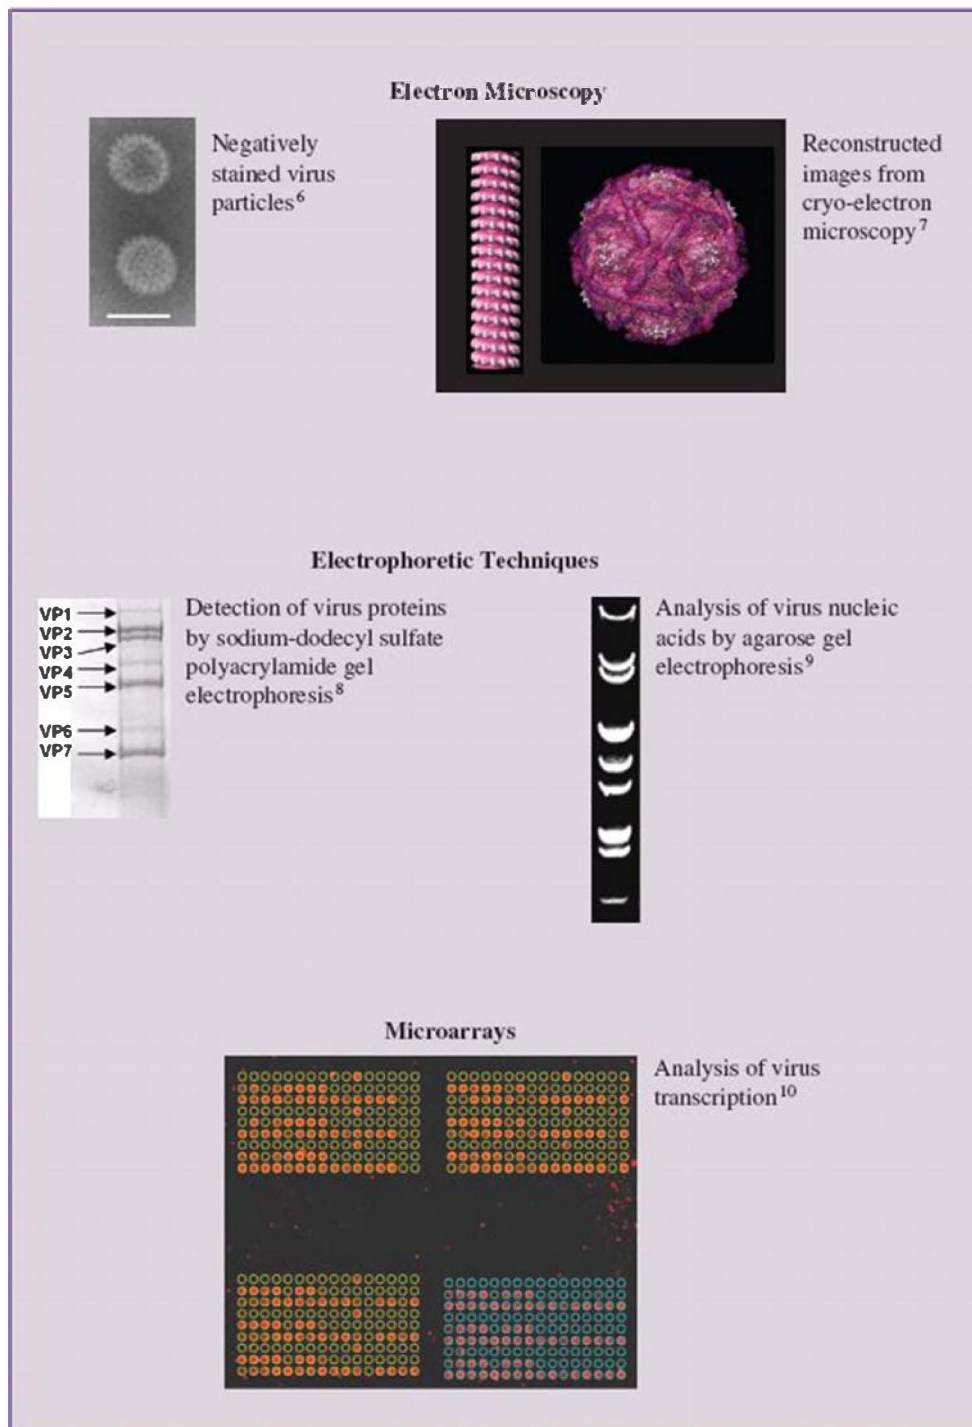 Electron Microscopy
Negatively
stained virus
particles6
Reconstructed
images from
cryo-electron
microscopy7
Electrophoretic Techniques
VP1
VP2
VP3
VP4
VP5
VP6
VP7
Detection of virus proteins
by sodium-dodecyl sulfate
polyacrylamide gel
electrophoresis8
Analysis of virus nucleic
acids by agarose gel
electrophoresis9
Microarrays
Analysis of virus
transcription10